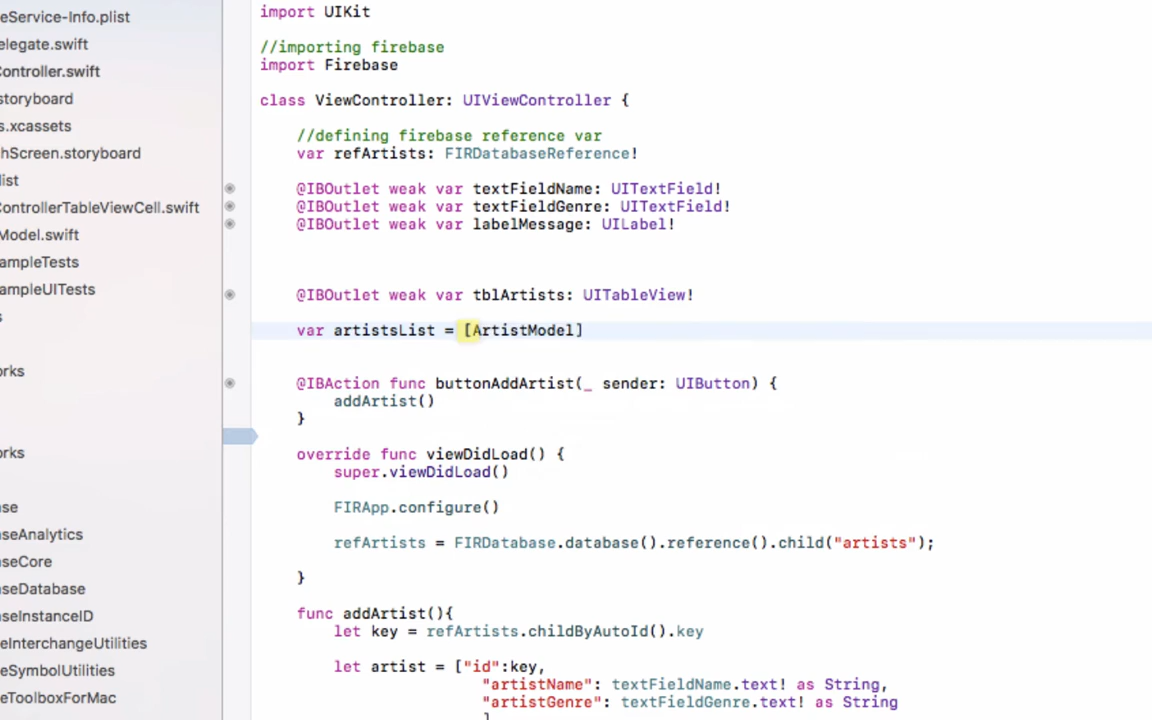 eService-Info.plist
elegate.swift
Controller.swift
storyboard
s.xcassets
hScreen.storyboard
list
ControllerTableViewCell.swift
Model.swift
ampleTests
ampleUITests
s
orks
orks
se
seAnalytics
seCore
seDatabase
seInstanceID
eInterchangeUtilities
eSymbolUtilities
eToolboxForMac
import UIKit
//importing firebase
import Firebase
class ViewController: UIViewController {
//defining firebase reference var
var refArtists: FIRDatabaseReference!
@IBOutlet weak var textFieldName: UITextField!
@IBOutlet weak var textFieldGenre: UITextField!
@IBOutlet weak var labelMessage: UILabel!
@IBOutlet weak var tblArtists: UITableView!
var artistsList = [ArtistModel]
@IBAction func buttonAddArtist(_ sender: UIButton) {
addArtist()
}
override func viewDidLoad() {
super.viewDidLoad()
FIRApp.configure()
refArtists = FIRDatabase.database().reference().child("artists");
}
func addArtist(){
let key = refArtists.childByAutoId().key
let artist = ["id":key,
"artistName": textFieldName.text! as String,
"artistGenre": textFieldGenre.text! as String
]